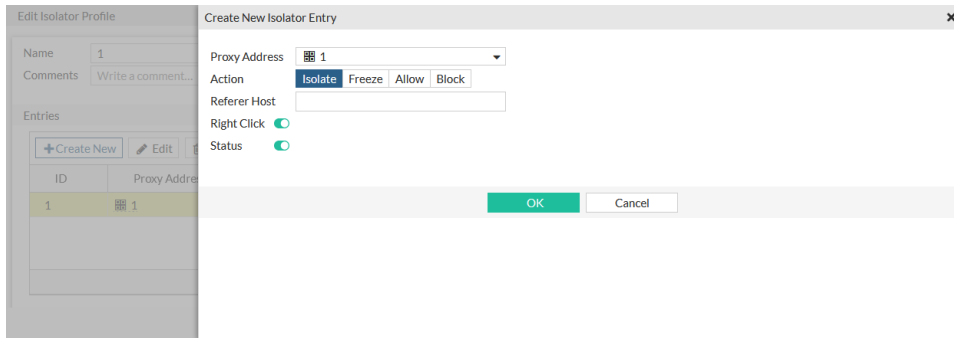 Edit Isolator Profile
Name 1
Comments Write a comment...
Entries
Create New Edit
ID Proxy Addre
1 1
Create New Isolator Entry
Proxy Address 1
Action Isolate Freeze Allow Block
Referer Host
Right Click
Status
OK Cancel